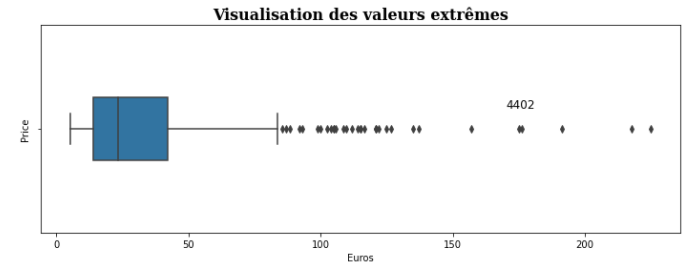 Visualisation des valeurs extrêmes
4402
Price
0 50 100 150 200
Euros